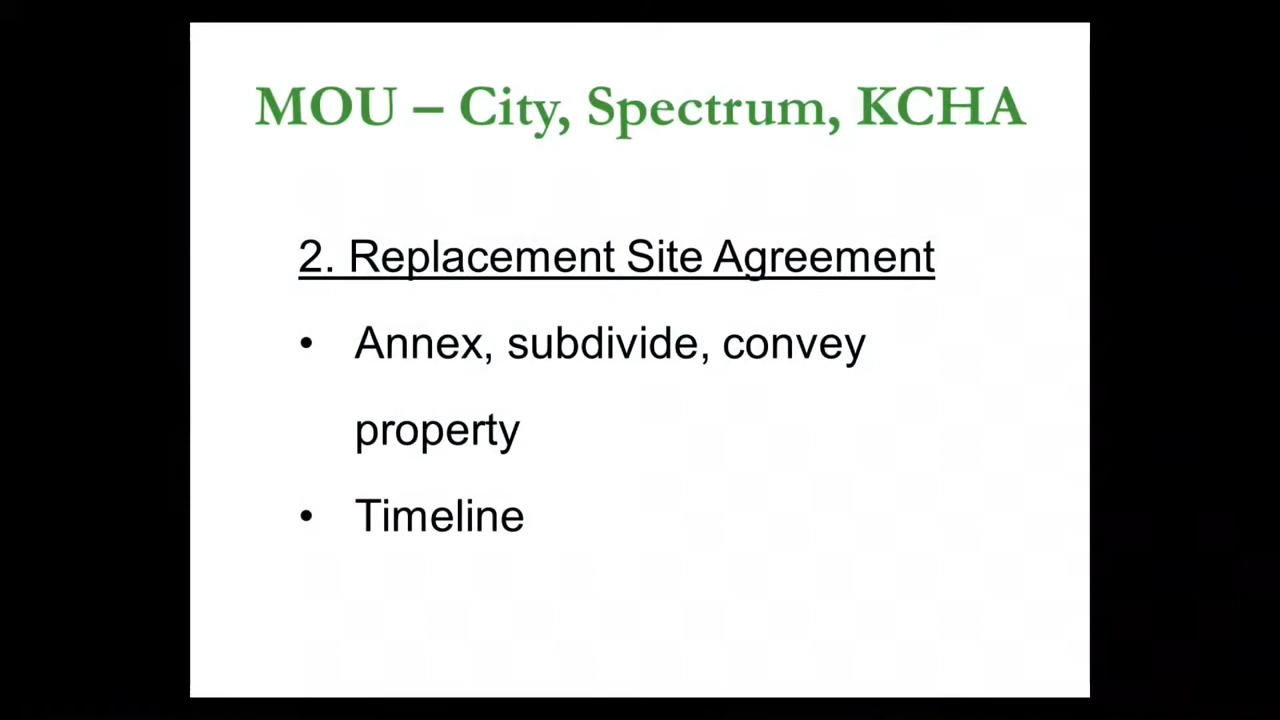 MOU – City, Spectrum, KCHA
2. Replacement Site Agreement
• Annex, subdivide, convey
property
• Timeline